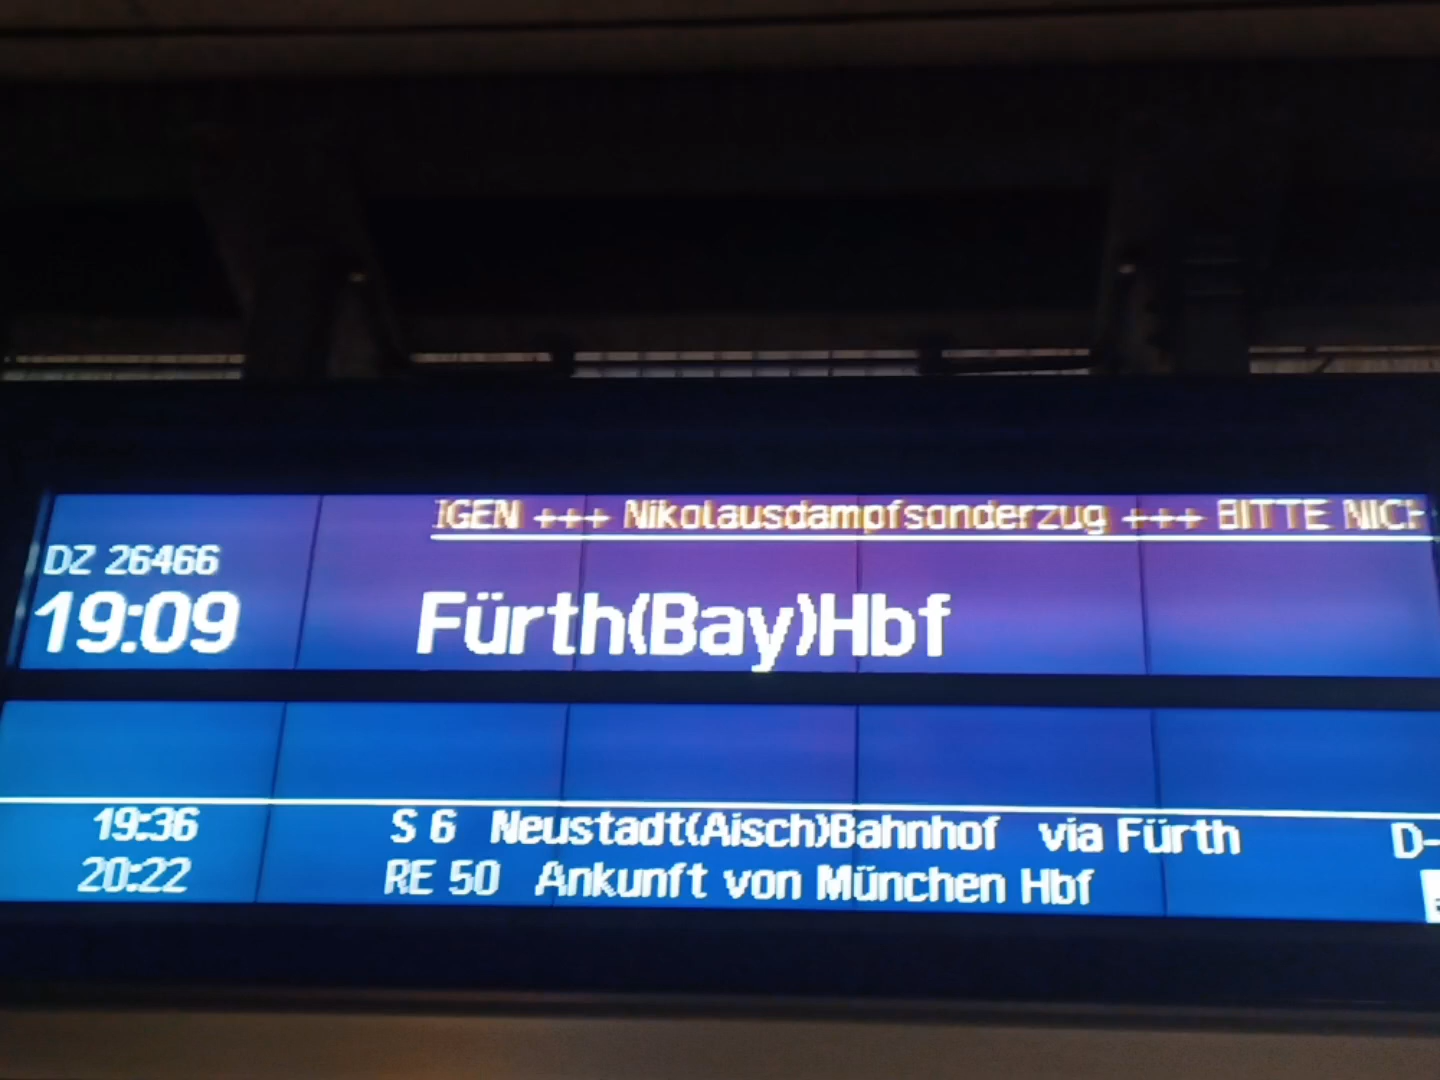 IGEN +++ Nikolausdampfsonderzug +++ BITTE NICH
DZ 26466
19:09 Fürth(Bay)Hbf
19:36 S 6 Neustadt(Aisch)Bahnhof via Fürth D-
20:22 RE 50 Ankunft von München Hbf